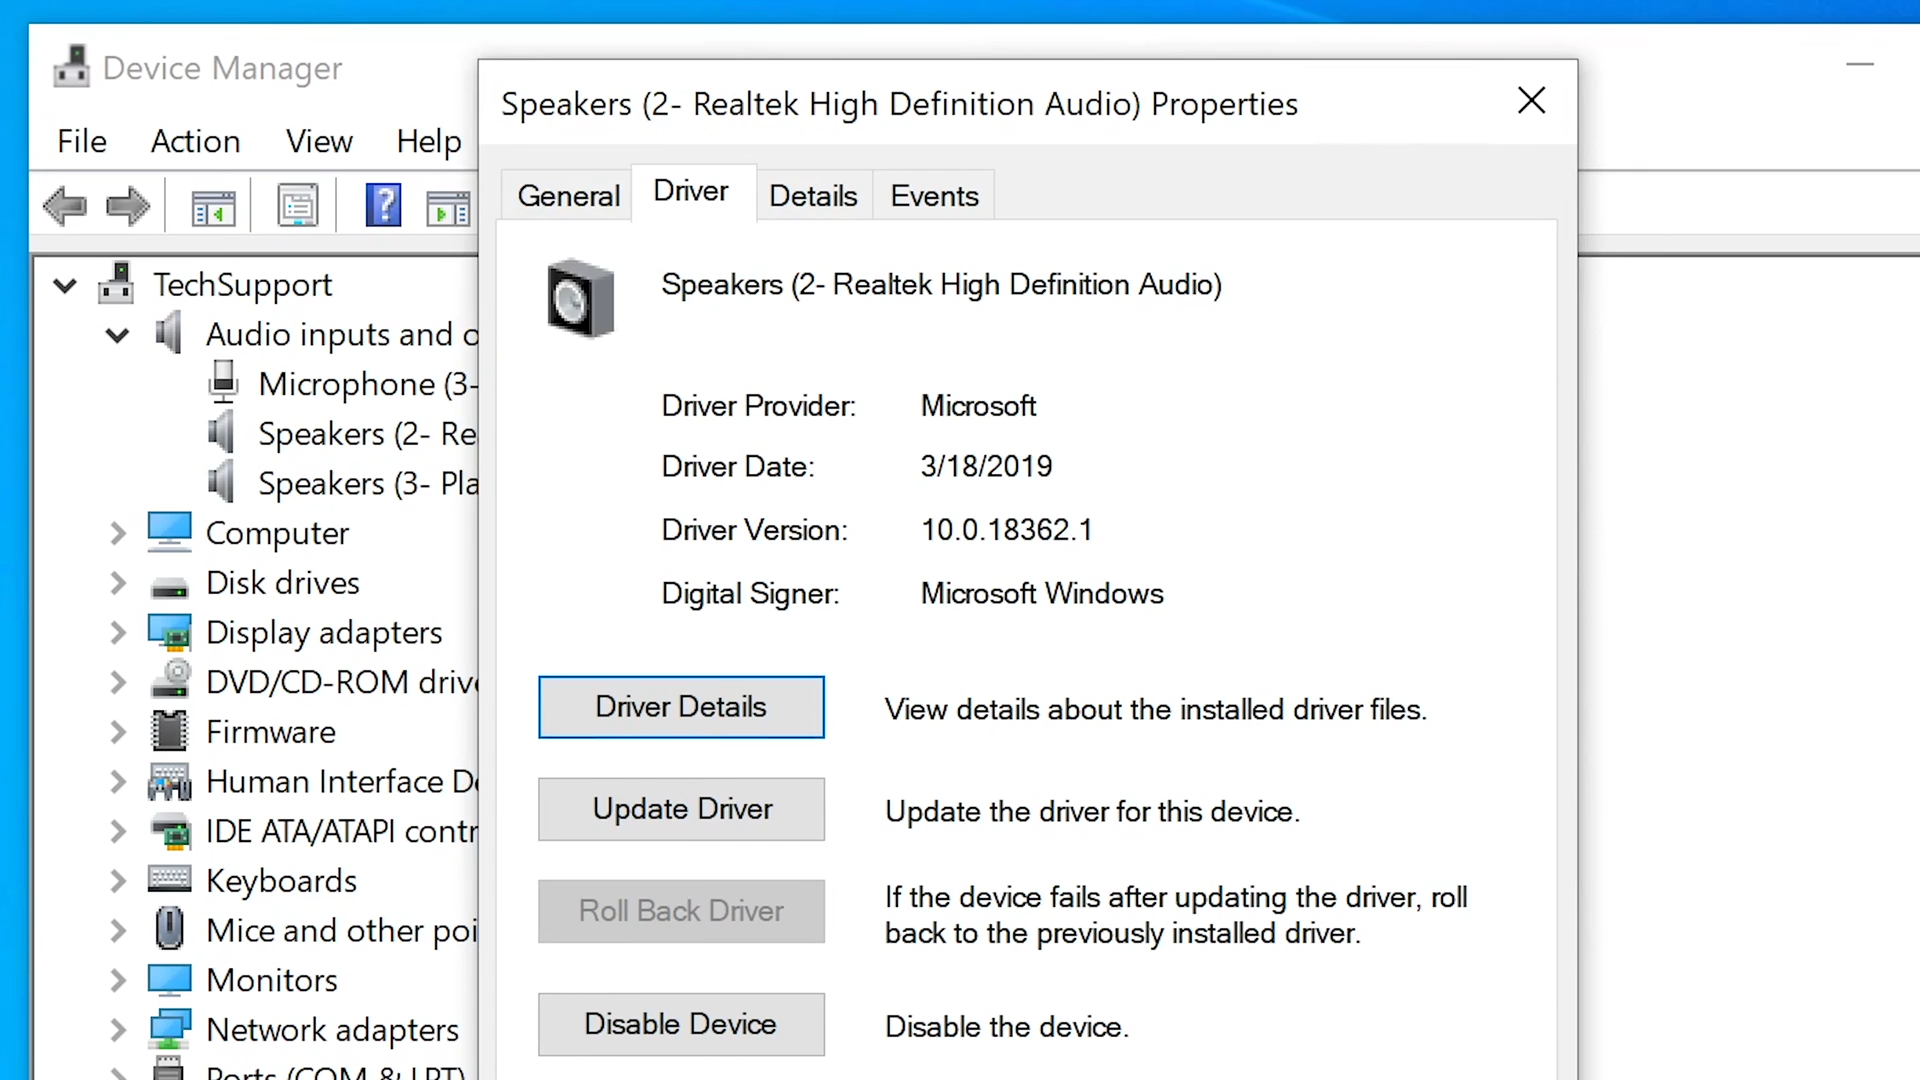 Device Manager
File Action View Help
TechSupport
Audio inputs and o
Microphone (3-
Speakers (2- Re
Speakers (3- Pla
Computer
Disk drives
Display adapters
DVD/CD-ROM drive
Firmware
Human Interface De
IDE ATA/ATAPI contr
Keyboards
Mice and other poi
Monitors
Network adapters
Ports (COM & LPT)
Speakers (2- Realtek High Definition Audio) Properties
General Driver Details Events
Speakers (2- Realtek High Definition Audio)
Driver Provider: Microsoft
Driver Date: 3/18/2019
Driver Version: 10.0.18362.1
Digital Signer: Microsoft Windows
Driver Details View details about the installed driver files.
Update Driver Update the driver for this device.
Roll Back Driver If the device fails after updating the driver, roll
back to the previously installed driver.
Disable Device Disable the device.